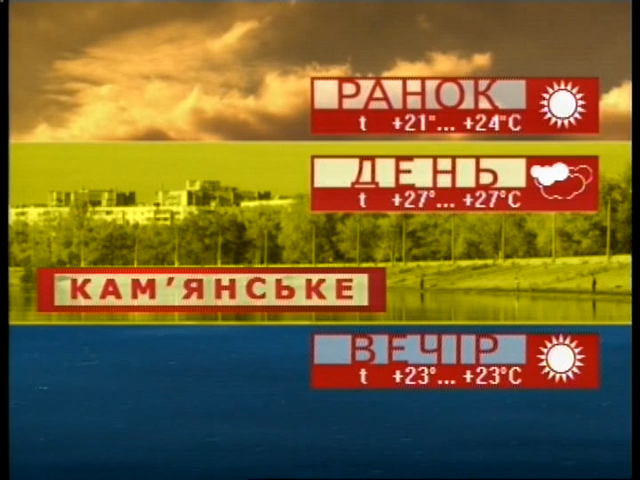 РАНОК
t +21°... +24°C
ДЕНЬ
t +27°... +27°C
КАМ’ЯНСЬКЕ
ВЕЧІР
t +23°... +23°C